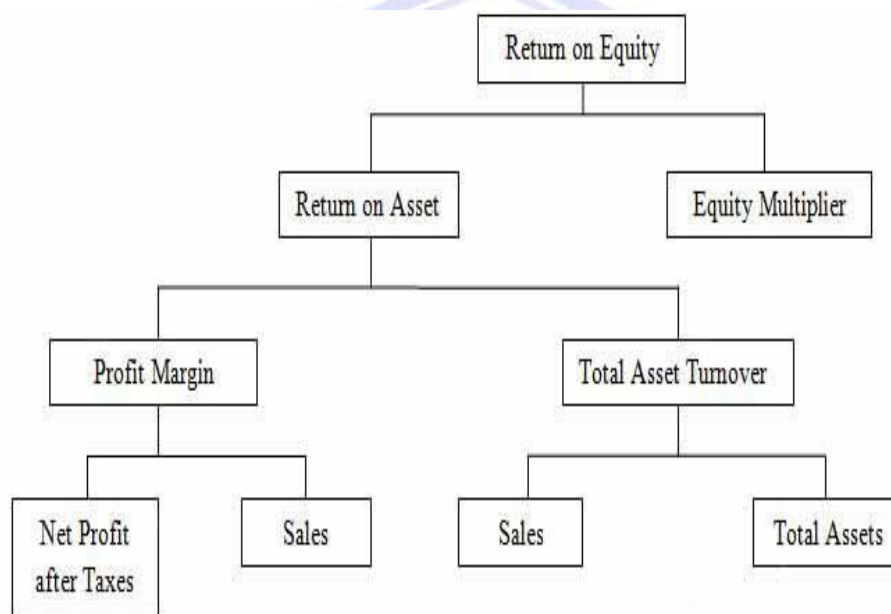 Return on Equity
Return on Asset
Equity Multiplier
Profit Margin
Total Asset Turnover
Net Profit
after Taxes
Sales
Sales
Total Assets